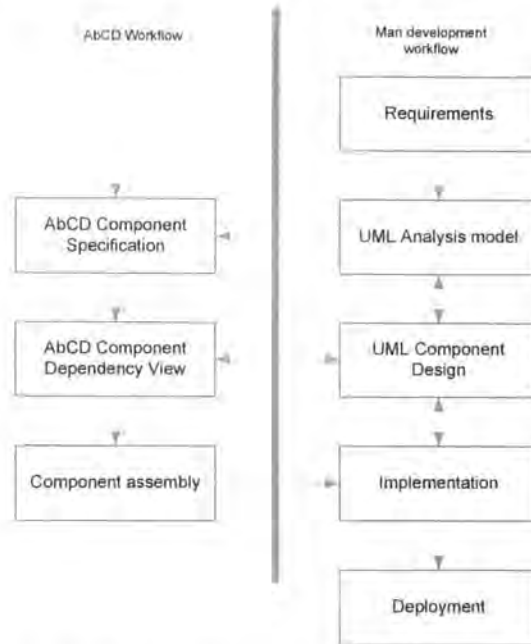 AbCD Workflow
Man development
workflow
Requirements
AbCD Component
Specification
UML Analysis model
AbCD Component
Dependency View
UML Component
Design
Component assembly
Implementation
Deployment